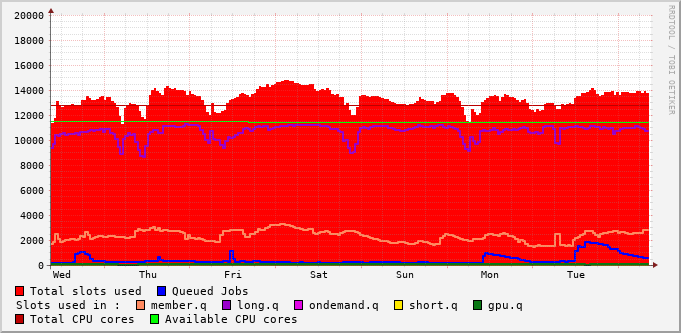 20000
18000
16000
14000
12000
10000
8000
6000
4000
2000
0
Wed Thu Fri Sat Sun Mon Tue
RRDTOOL / TOBI OETIKER
Total slots used Queued Jobs
Slots used in : member.q long.q ondemand.q short.q gpu.q
Total CPU cores Available CPU cores